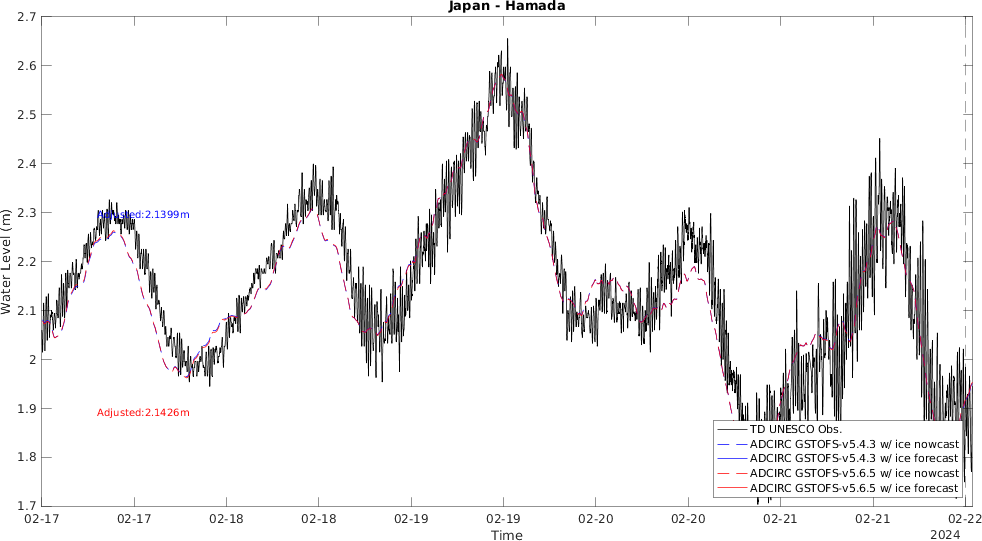 Japan - Hamada
2.7
2.6
2.5
2.4
2.3
2.2
2.1
2
1.9
1.8
1.7
Water Level (m)
Adjusted:2.1399m
Adjusted:2.1426m
TD UNESCO Obs.
ADCIRC GSTOFS-v5.4.3 w/ ice nowcast
ADCIRC GSTOFS-v5.4.3 w/ ice forecast
ADCIRC GSTOFS-v5.6.5 w/ ice nowcast
ADCIRC GSTOFS-v5.6.5 w/ ice forecast
02-17 02-17 02-18 02-18 02-19 02-19 02-20 02-20 02-21 02-21 02-22
Time
2024